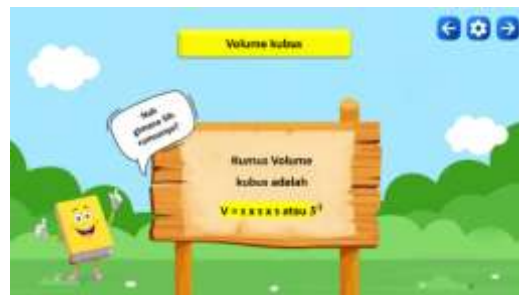 Volume kubus
Nah
gimana sih
rumusnya?
Rumus Volume
kubus adalah
V = s x s x s atau S³